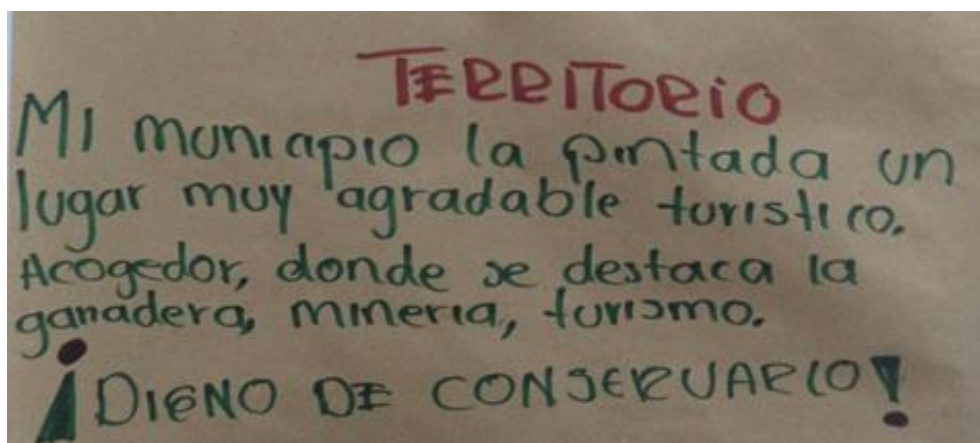 TERRITORIO
MI municipio la pintada un
lugar muy agradable turistico.
Acogedor, donde se destaca la
ganadera, mineria, turismo.
¡DIGNO DE CONSERVARLO!